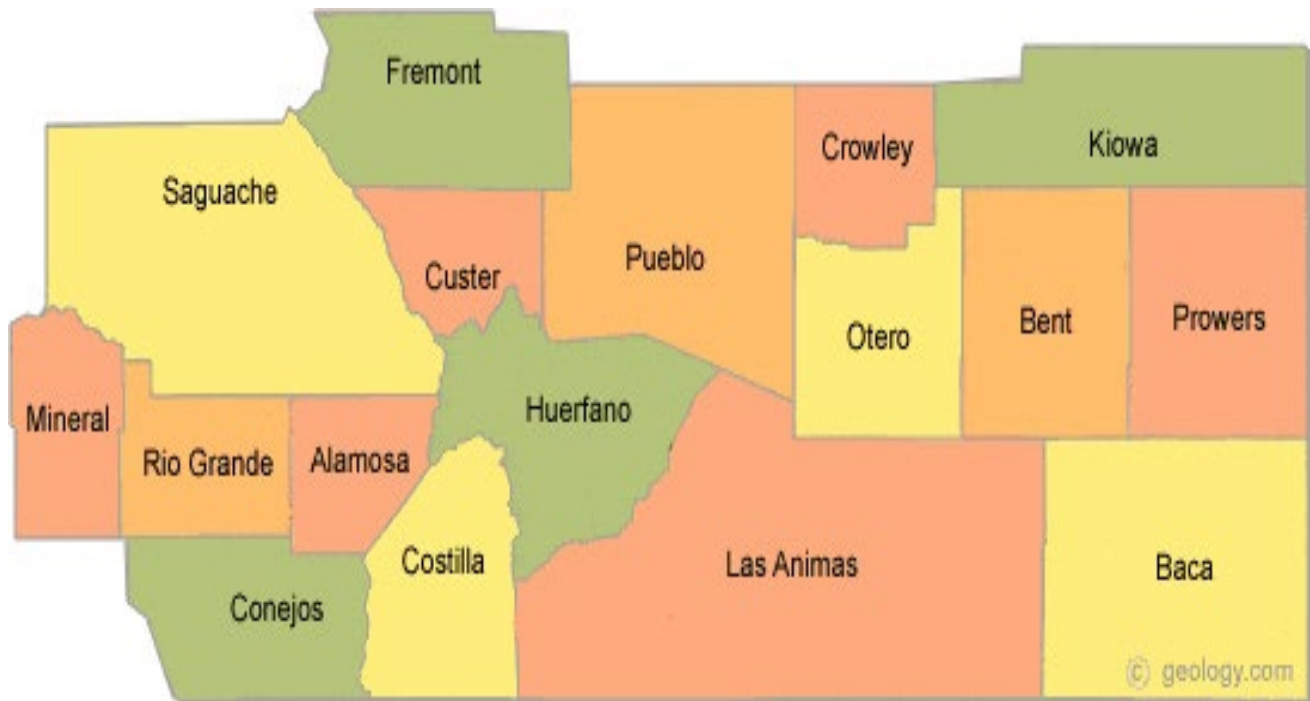 Fremont
Kiowa
Crowley
Saguache
Pueblo
Custer
Otero
Bent
Prowers
Mineral
Huerfano
Rio Grande
Alamosa
Costilla
Las Animas
Baca
Conejos
© geology.com